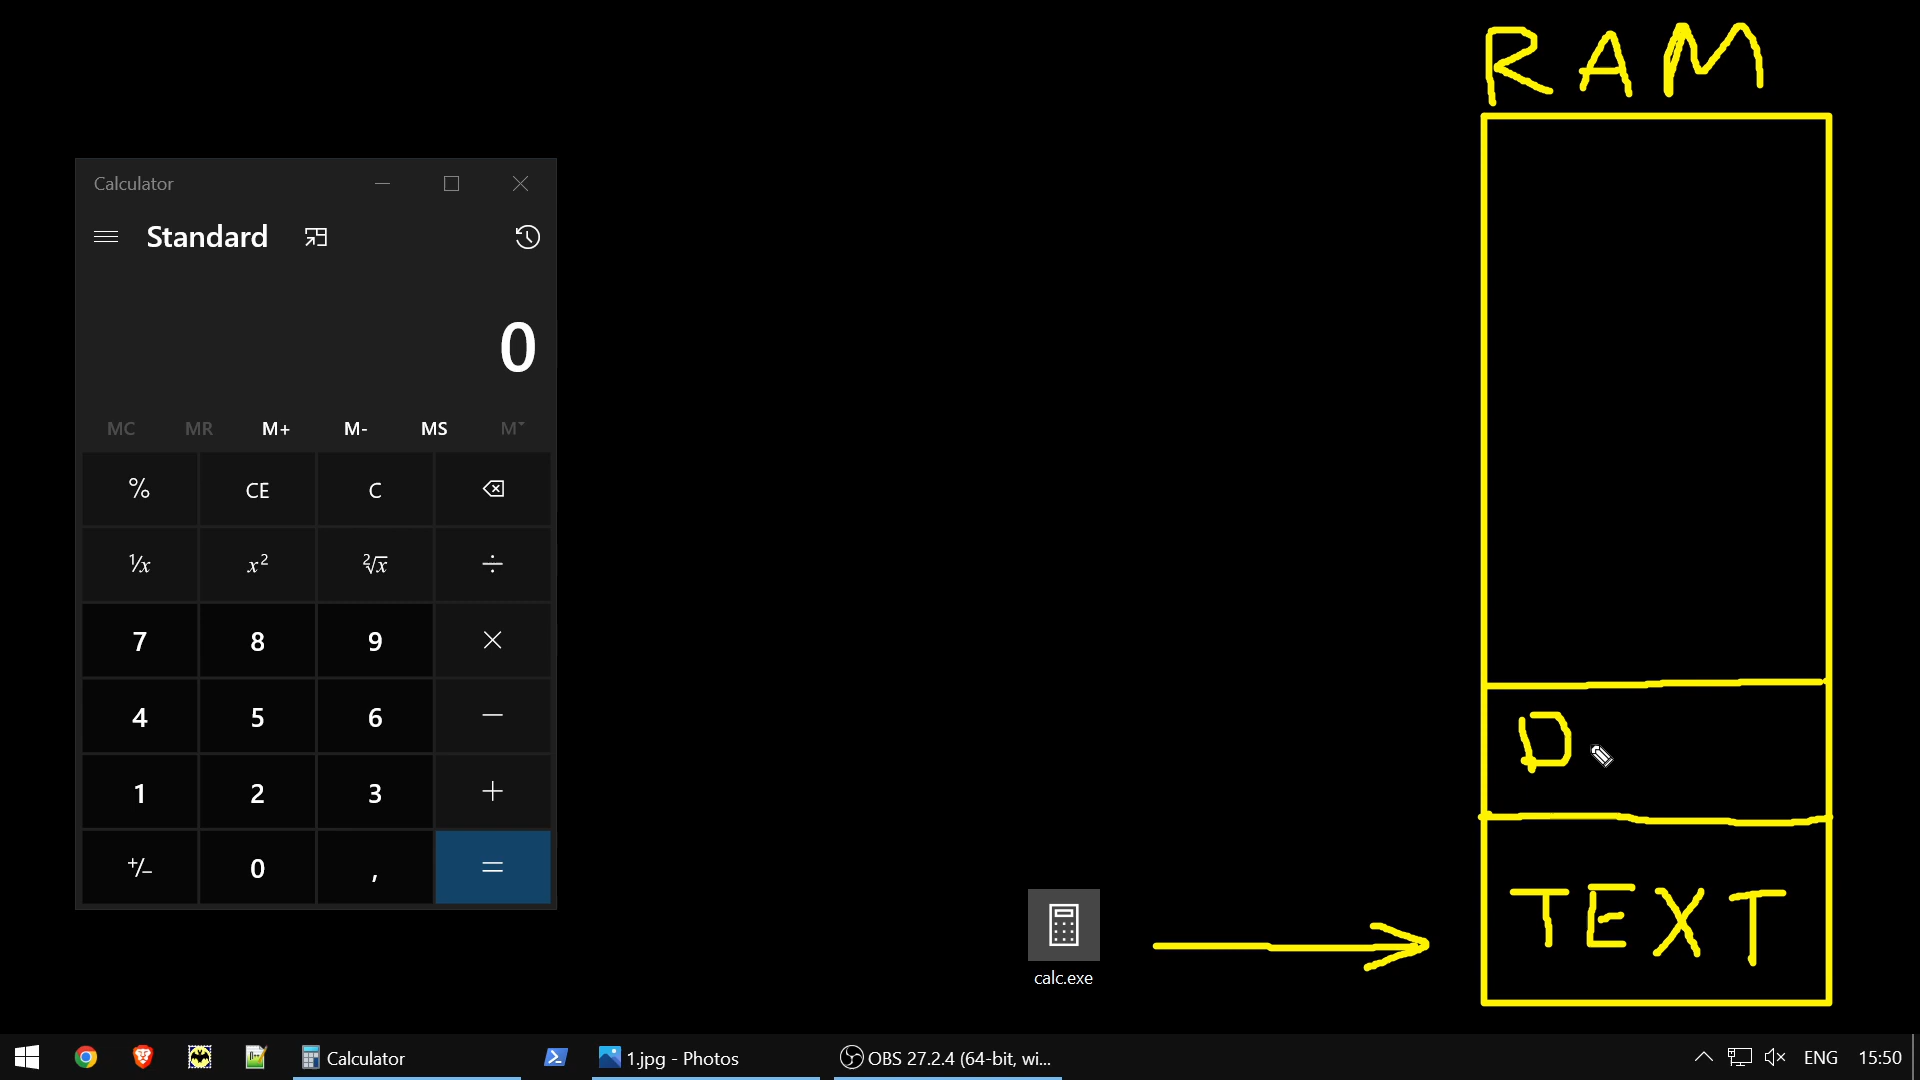 RAM
Calculator
Standard
0
MC MR M+ M- MS M
% CE C
1/x x² ²√x ÷
7 8 9 ×
4 5 6 −
1 2 3 +
+/− 0 , =
D
TEXT
calc.exe
Calculator 1.jpg - Photos OBS 27.2.4 (64-bit, wi... ENG 15:50